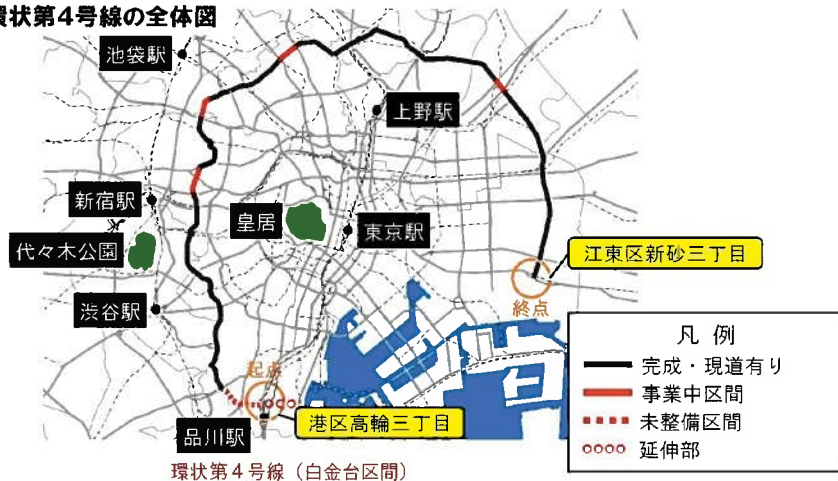 環状第4号線の全体図
池袋駅
上野駅
新宿駅
皇居
東京駅
代々木公園
江東区新砂三丁目
渋谷駅
終点
凡例
完成・現道有り
起点
事業中区間
港区高輪三丁目
未整備区間
品川駅
延伸部
環状第4号線（白金台区間）